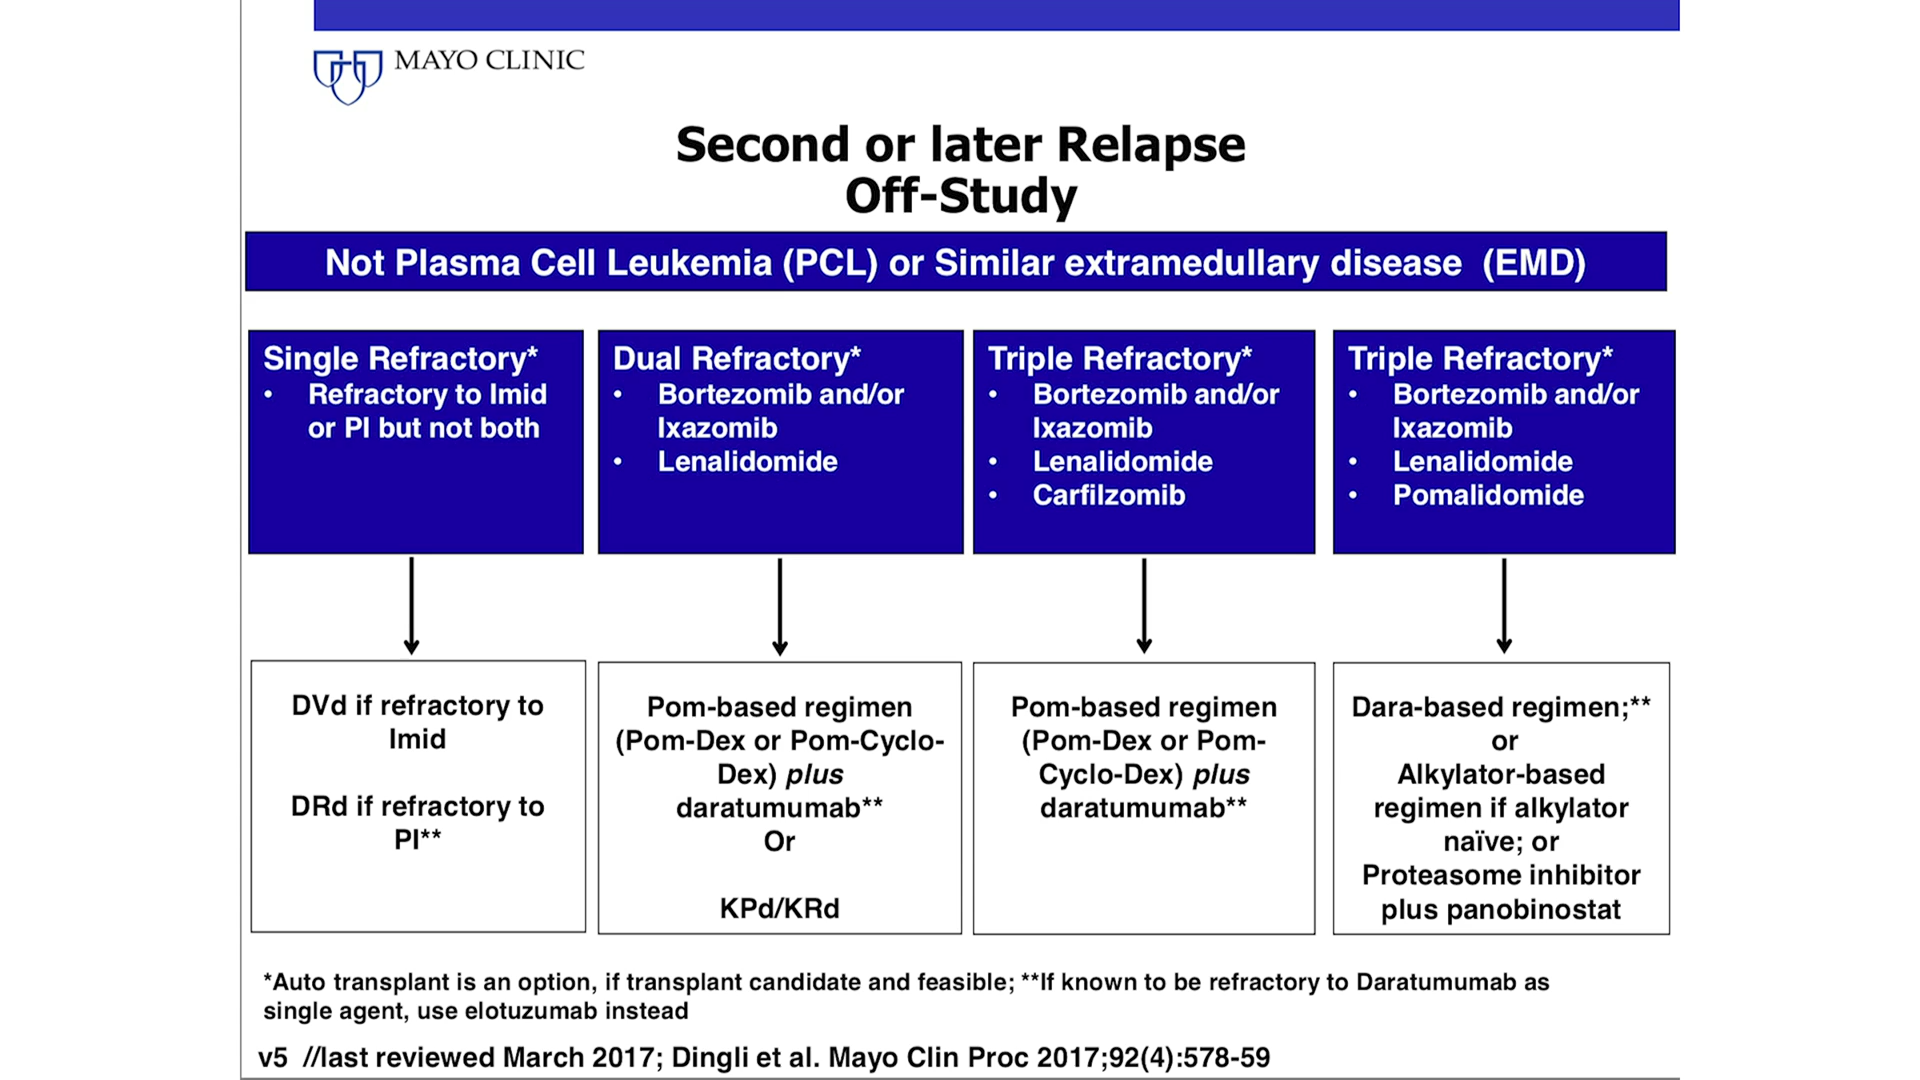 MAYO CLINIC
Second or later Relapse
Off-Study
Not Plasma Cell Leukemia (PCL) or Similar extramedullary disease (EMD)
Single Refractory*
• Refractory to Imid
or PI but not both
Dual Refractory*
• Bortezomib and/or
Ixazomib
• Lenalidomide
Triple Refractory*
• Bortezomib and/or
Ixazomib
• Lenalidomide
• Carfilzomib
Triple Refractory*
• Bortezomib and/or
Ixazomib
• Lenalidomide
• Pomalidomide
DVd if refractory to
Imid
DRd if refractory to
PI**
Pom-based regimen
(Pom-Dex or Pom-Cyclo-
Dex) plus
daratumumab**
Or
KPd/KRd
Pom-based regimen
(Pom-Dex or Pom-
Cyclo-Dex) plus
daratumumab**
Dara-based regimen;**
or
Alkylator-based
regimen if alkylator
naïve; or
Proteasome inhibitor
plus panobinostat
*Auto transplant is an option, if transplant candidate and feasible; **If known to be refractory to Daratumumab as
single agent, use elotuzumab instead
v5 //last reviewed March 2017; Dingli et al. Mayo Clin Proc 2017;92(4):578-59